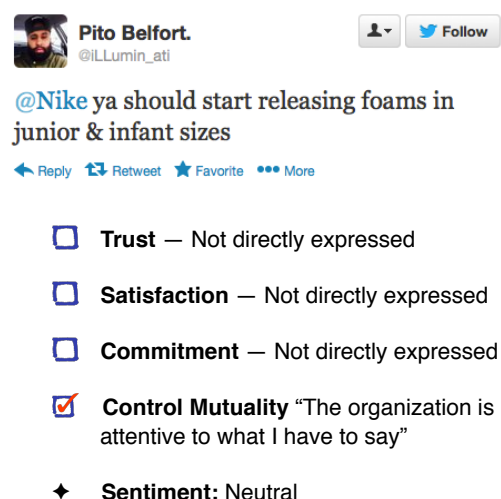 Pito Belfort.
@iLLumin_ati
Follow
@Nike ya should start releasing foams in
junior & infant sizes
Reply Retweet Favorite More
Trust — Not directly expressed
Satisfaction — Not directly expressed
Commitment — Not directly expressed
Control Mutuality “The organization is
attentive to what I have to say”
Sentiment: Neutral